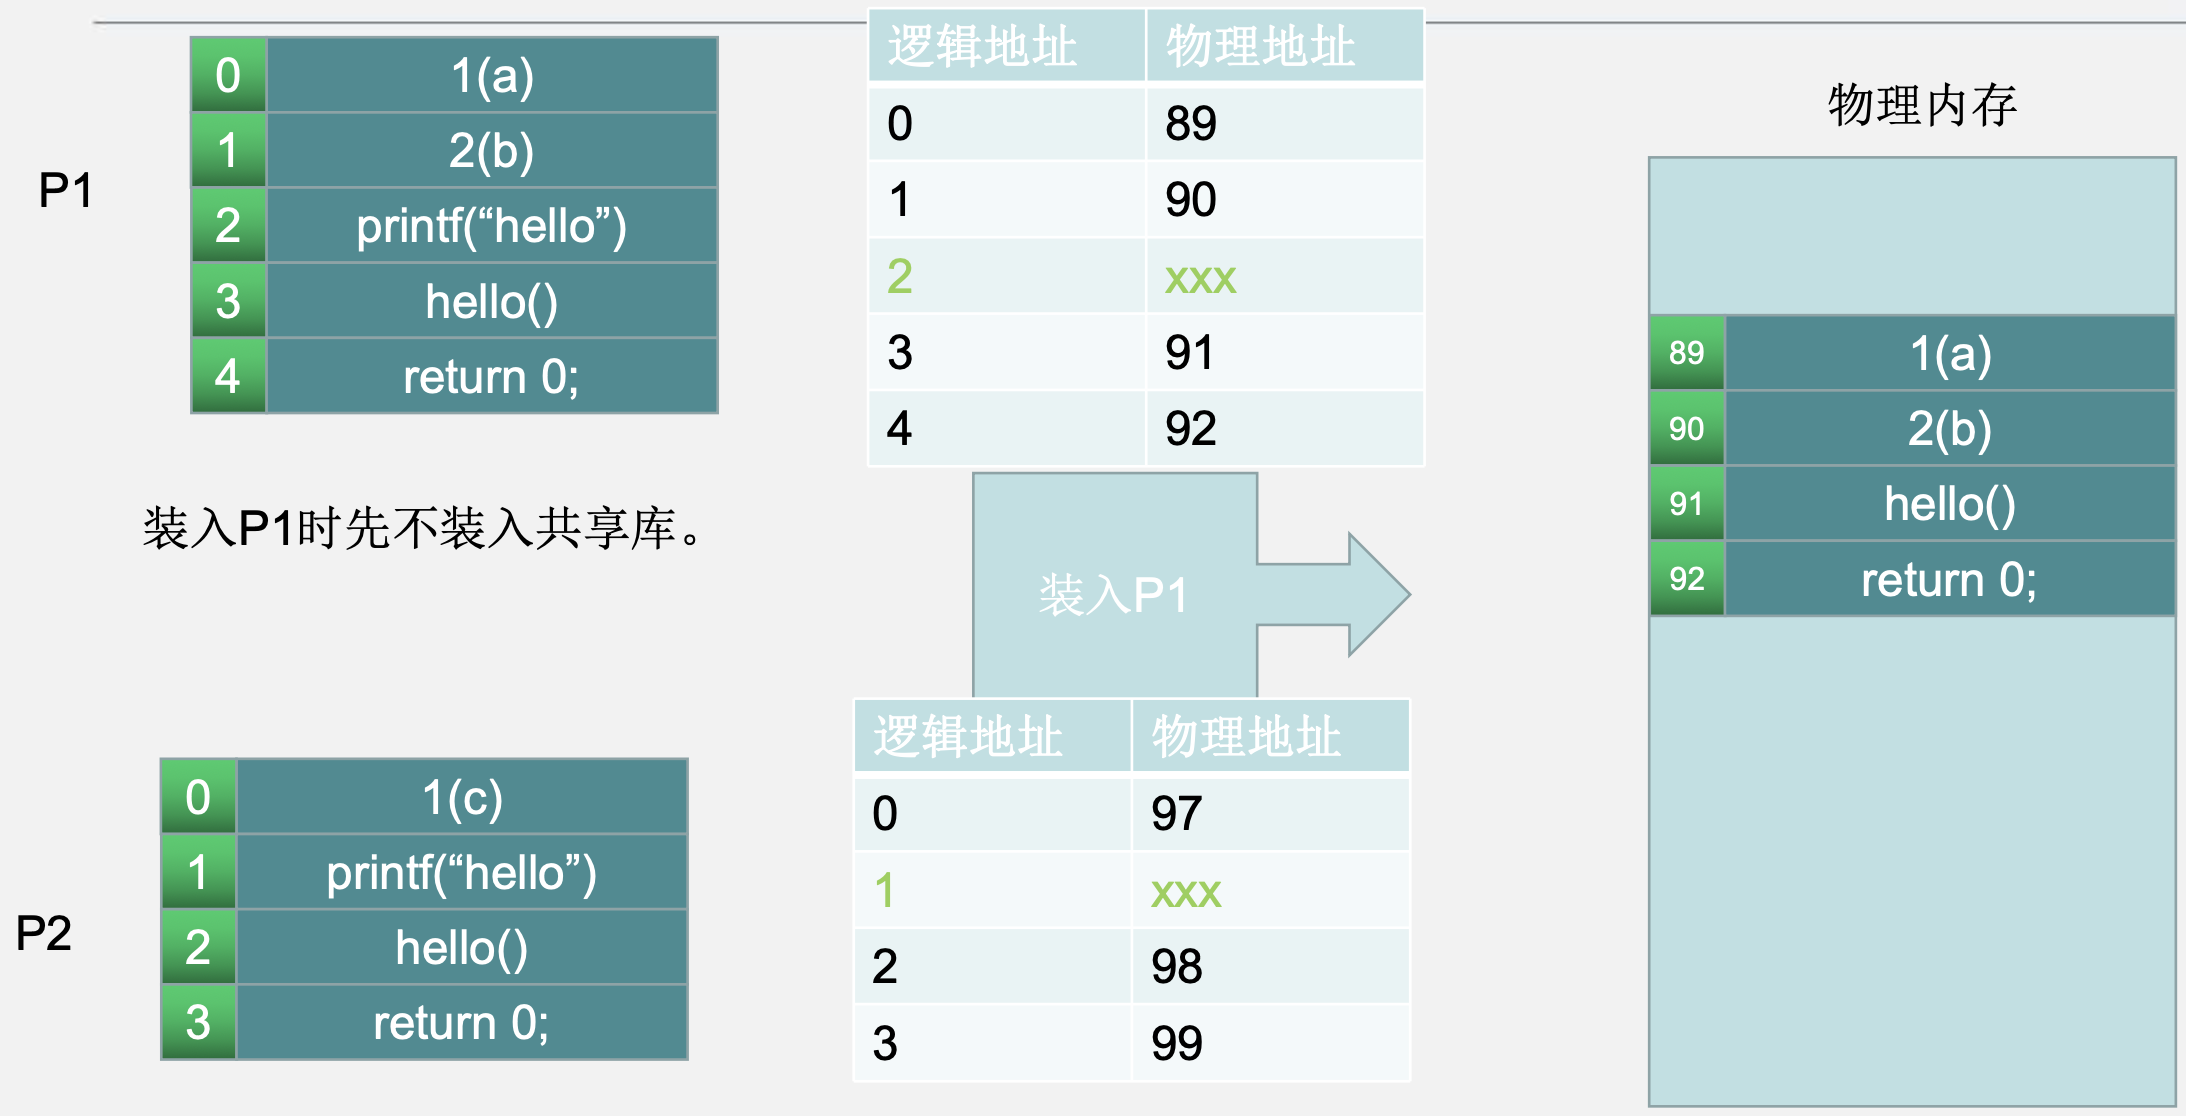 P1
0 1(a)
1 2(b)
2 printf(“hello”)
3 hello()
4 return 0;
逻辑地址 物理地址
0 89
1 90
2 xxx
3 91
4 92
物理内存
89 1(a)
90 2(b)
91 hello()
92 return 0;
装入P1时先不装入共享库。
装入P1
P2
0 1(c)
1 printf(“hello”)
2 hello()
3 return 0;
逻辑地址 物理地址
0 97
1 xxx
2 98
3 99